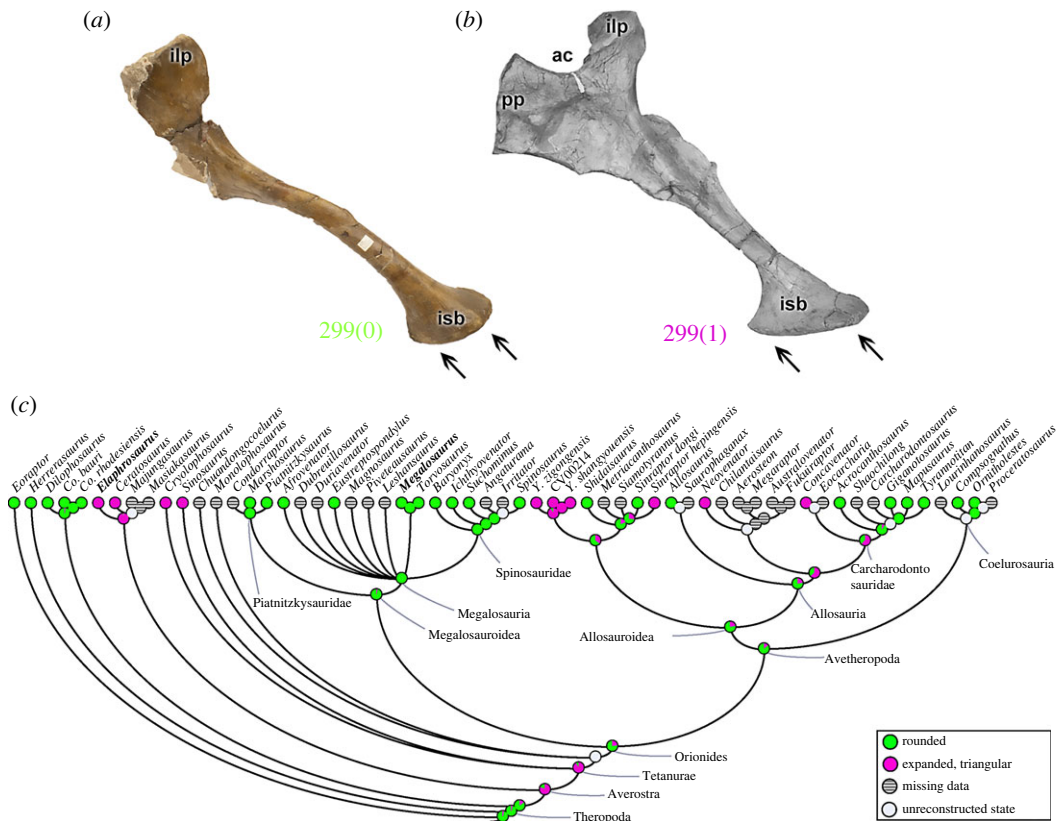 (a)
ilp
isb
299(0)
(b)
ilp
ac
pp
isb
299(1)
(c)
Eoraptor
Herrerasaurus
Dilophosaurus
Co. bauri
Co. rhodesiensis
Elaphrosaurus
Ceratosaurus
Majungasaurus
Masiakasaurus
Cryolophosaurus
Sinosaurus
Chuandongocoelurus
Monolophosaurus
Condorraptor
Marshosaurus
Piatnitzkysaurus
Afrovenator
Dubreuillosaurus
Duriavenator
Eustreptospondylus
Magnosaurus
Piveteausaurus
Leshansaurus
Megalosaurus
Torvosaurus
Baryonyx
Ichthyovenator
Suchomimus
Angaturama
Irritator
Spinosaurus
Y. zigongensis
CV00214
Y. shangyouensis
Shidaisaurus
Metriacanthosaurus
Siamotyrannus
Sinraptor dongi
Sinraptor hepingensis
Allosaurus
Saurophaganax
Neovenator
Chilantaisaurus
Aerosteon
Megaraptor
Australovenator
Fukuiraptor
Concavenator
Eocarcharia
Acrocanthosaurus
Shaochilong
Carcharodontosaurus
Giganotosaurus
Mapusaurus
Tyrannotitan
Lourinhanosaurus
Compsognathus
Ornitholestes
Proceratosaurus
Spinosauridae
Piatnitzkysauridae
Megalosauria
Megalosauroidea
Carcharodonto
sauridae
Coelurosauria
Allosauria
Allosauroidea
Avetheropoda
Orionides
Tetanurae
Averostra
Theropoda
rounded
expanded, triangular
missing data
unreconstructed state